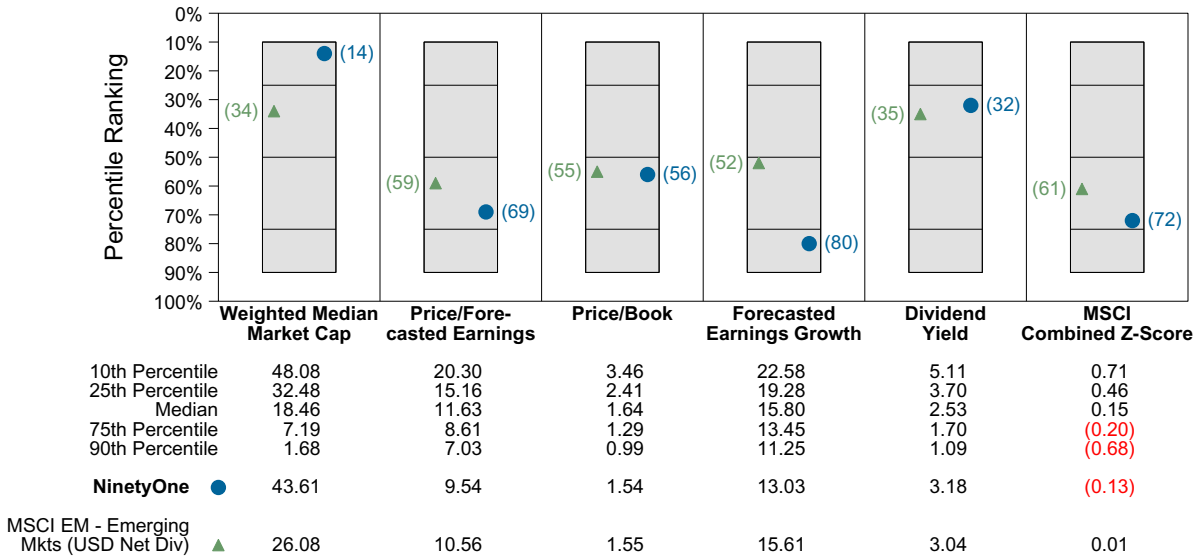 0%
10%
20%
30%
40%
50%
60%
70%
80%
90%
100%
Percentile Ranking
(14)
(34)
(59)
(69)
(55)
(56)
(52)
(80)
(35)
(32)
(61)
(72)
Weighted Median
Market Cap
Price/Fore-
casted Earnings
Price/Book
Forecasted
Earnings Growth
Dividend
Yield
MSCI
Combined Z-Score
10th Percentile 48.08 20.30 3.46 22.58 5.11 0.71
25th Percentile 32.48 15.16 2.41 19.28 3.70 0.46
Median 18.46 11.63 1.64 15.80 2.53 0.15
75th Percentile 7.19 8.61 1.29 13.45 1.70 (0.20)
90th Percentile 1.68 7.03 0.99 11.25 1.09 (0.68)
NinetyOne 43.61 9.54 1.54 13.03 3.18 (0.13)
MSCI EM - Emerging
Mkts (USD Net Div) 26.08 10.56 1.55 15.61 3.04 0.01